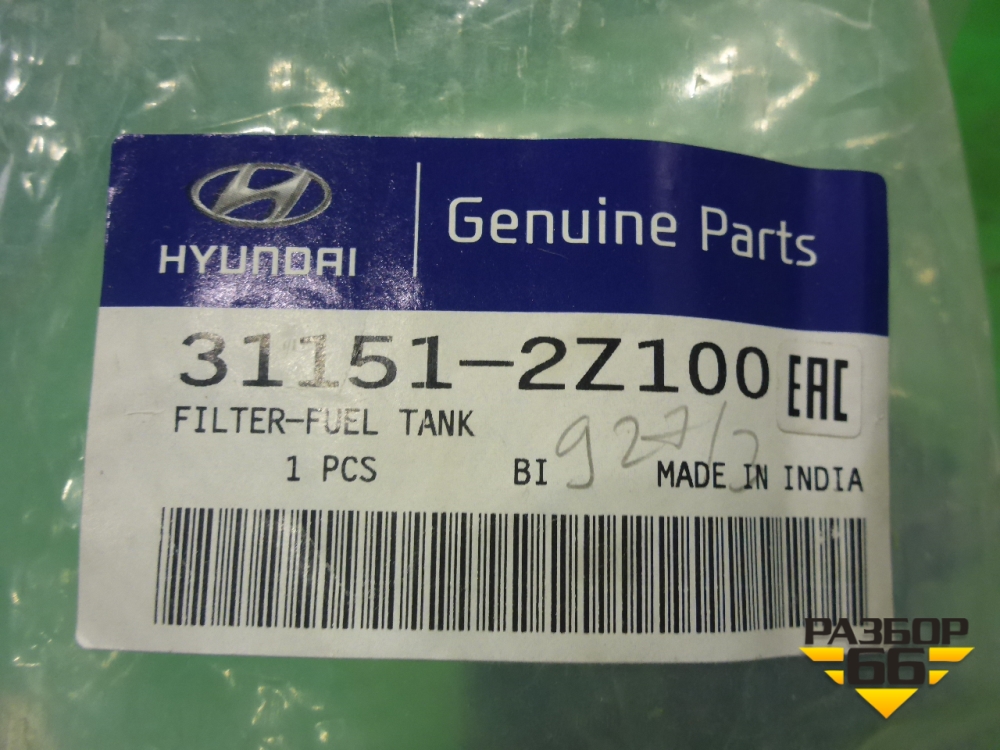 HYUNDAI
Genuine Parts
31151-2Z100
EAC
FILTER-FUEL TANK
1 PCS BI MADE IN INDIA
РАЗБОР
66